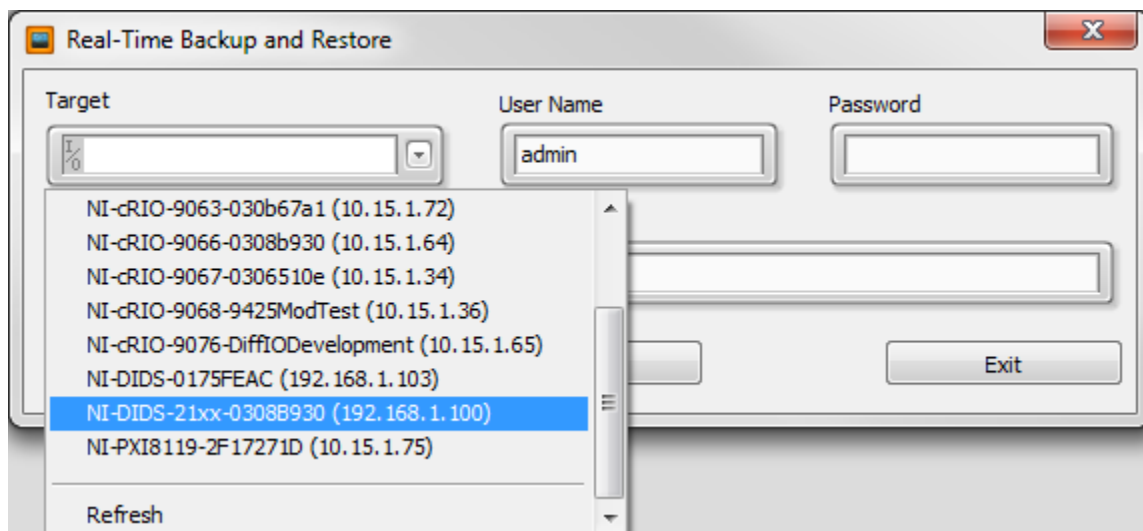 Real-Time Backup and Restore
Target
User Name
Password
I/O
admin
NI-cRIO-9063-030b67a1 (10.15.1.72)
NI-cRIO-9066-0308b930 (10.15.1.64)
NI-cRIO-9067-0306510e (10.15.1.34)
NI-cRIO-9068-9425ModTest (10.15.1.36)
NI-cRIO-9076-DiffIODevelopment (10.15.1.65)
NI-DIDS-0175FEAC (192.168.1.103)
NI-DIDS-21xx-0308B930 (192.168.1.100)
NI-PXI8119-2F17271D (10.15.1.75)
Refresh
Exit